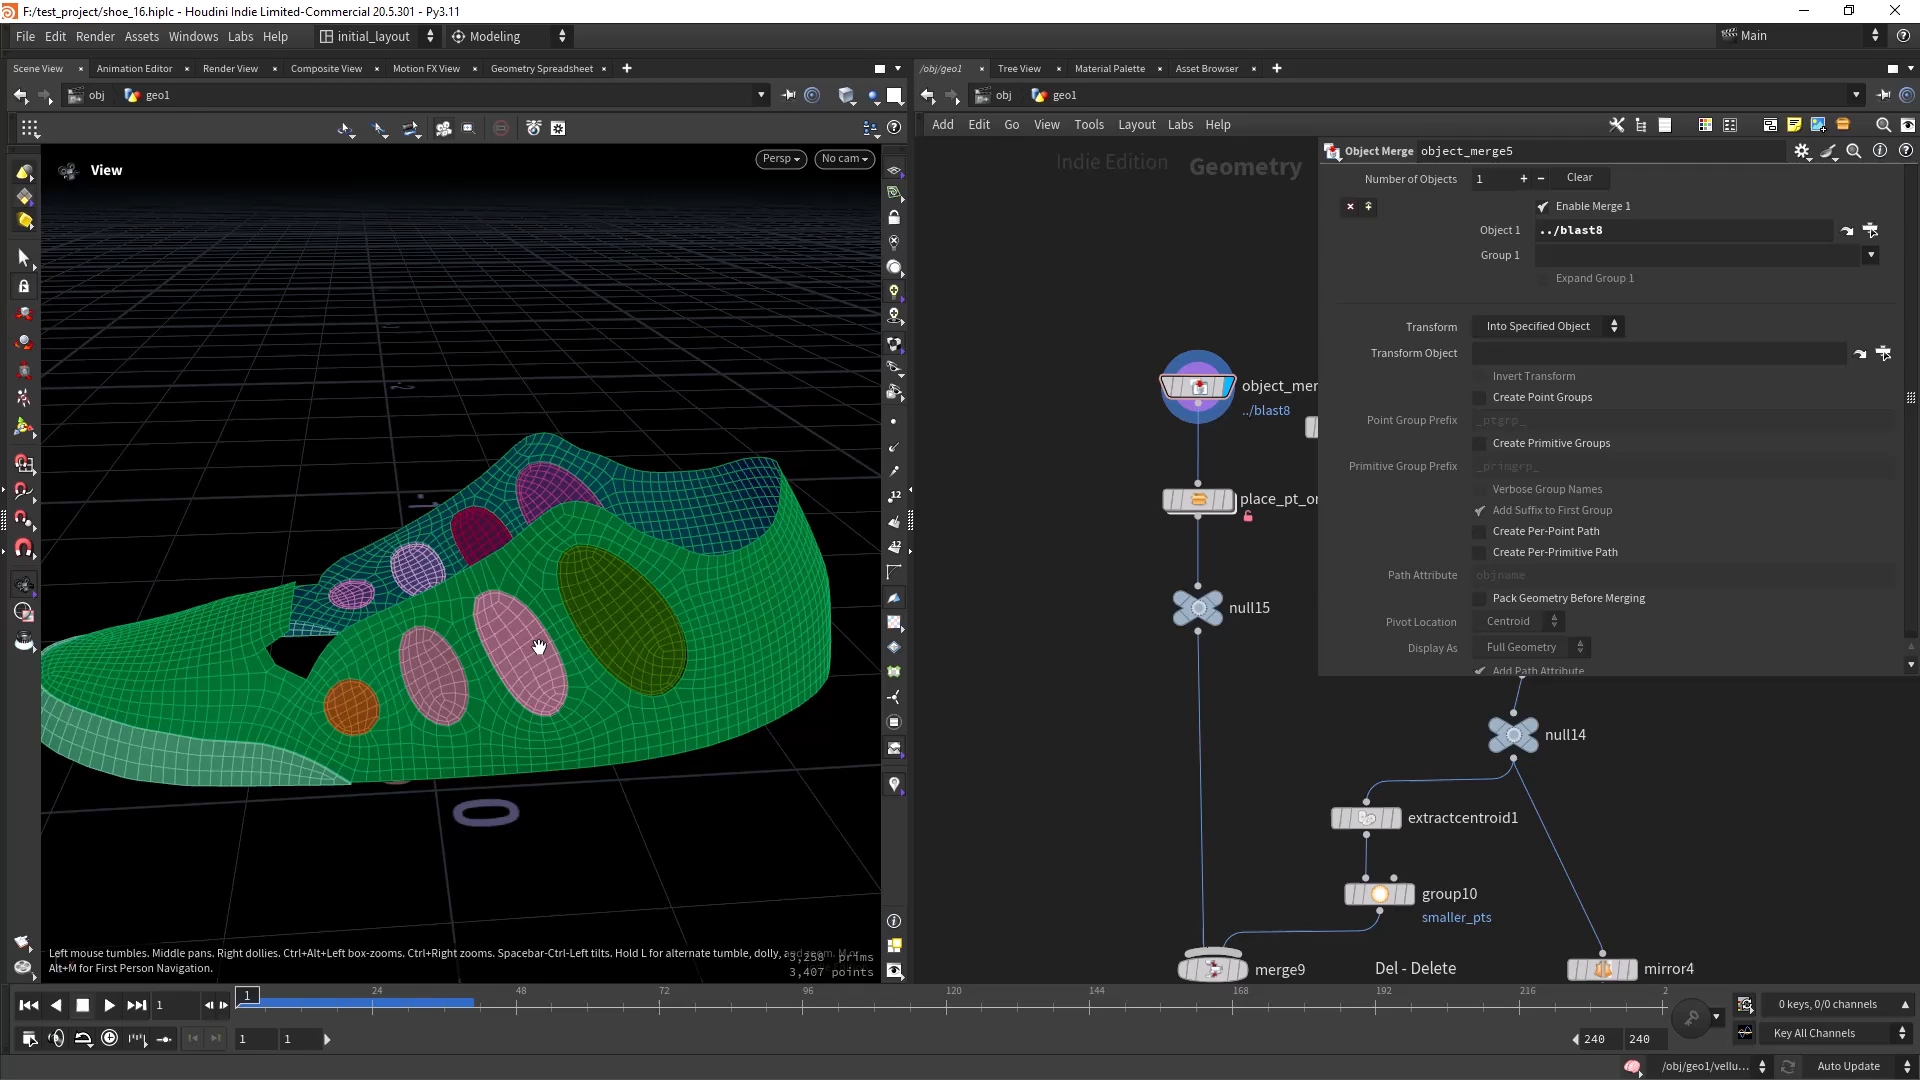 F:/test_project/shoe_16.hiplc - Houdini Indie Limited-Commercial 20.5.301 - Py3.11
File Edit Render Assets Windows Labs Help initial_layout Modeling Main
Scene View Animation Editor Render View Composite View Motion FX View Geometry Spreadsheet
/obj/geo1 Tree View Material Palette Asset Browser
obj geo1
obj geo1
Add Edit Go View Tools Layout Labs Help
View
Persp
No cam
Indie Edition
Geometry
Object Merge object_merge5
Number of Objects 1 + - Clear
Enable Merge 1
Object 1 ../blast8
Group 1
Expand Group 1
Transform Into Specified Object
Transform Object
Invert Transform
Create Point Groups
Point Group Prefix _ptgrp_
Create Primitive Groups
Primitive Group Prefix _primgrp_
Verbose Group Names
Add Suffix to First Group
Create Per-Point Path
Create Per-Primitive Path
Path Attribute objname
Pack Geometry Before Merging
Pivot Location Centroid
Display As Full Geometry
Add Path Attribute
object_mer
../blast8
place_pt_or
null15
null14
extractcentroid1
group10
smaller_pts
merge9
Del - Delete
mirror4
12
12
0
Left mouse tumbles. Middle pans. Right dollies. Ctrl+Alt+Left box-zooms. Ctrl+Right zooms. Spacebar-Ctrl-Left tilts. Hold L for alternate tumble, dolly,
Alt+M for First Person Navigation.
prims
3,407 points
1
1 24 48 72 96 120 144 168 192 216 2
0 keys, 0/0 channels
1 1 240 240
Key All Channels
/obj/geo1/vellu... Auto Update